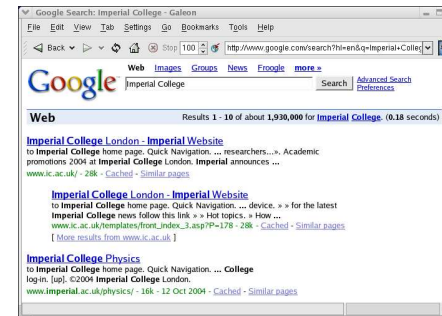 Google Search: Imperial College - Galeon
File Edit View Tab Settings Go Bookmarks Tools Help
Back Stop 100 http://www.google.com/search?hl=en&q=Imperial+Colleg
Web Images Groups News Froogle more »
Google Imperial College Search Advanced Search
Preferences
Web Results 1 - 10 of about 1,930,000 for Imperial College. (0.18 seconds)
Imperial College London - Imperial Website
to Imperial College home page. Quick Navigation. ... researchers...». Academic
promotions 2004 at Imperial College London. Imperial announces ...
www.ic.ac.uk/ - 28k - Cached - Similar pages
Imperial College London - Imperial Website
to Imperial College home page. Quick Navigation. ... device. » » for the latest
Imperial College news follow this link » » Hot topics. » How ...
www.ic.ac.uk/templates/front_index_3.asp?P=178 - 28k - Cached - Similar pages
[ More results from www.ic.ac.uk ]
Imperial College Physics
to Imperial College home page. Quick Navigation. ... College
log-in. [up]. ©2004 Imperial College London.
www.imperial.ac.uk/physics/ - 16k - 12 Oct 2004 - Cached - Similar pages